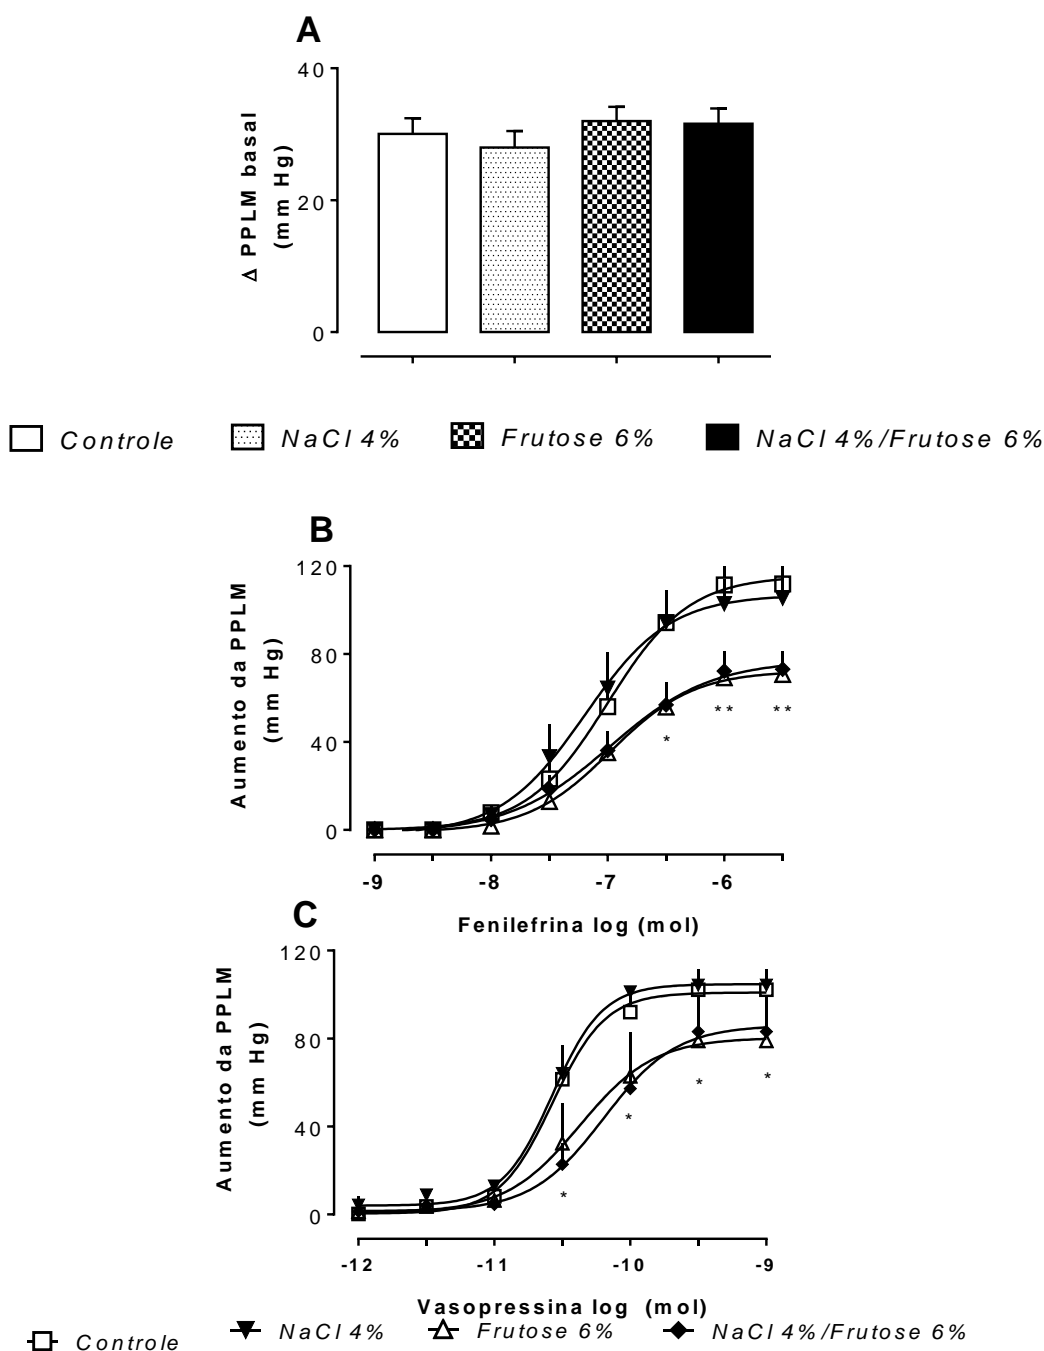 A
40
20
0
Δ PPLM basal
(mm Hg)
Controle
NaCl 4%
Frutose 6%
NaCl 4%/Frutose 6%
B
120
80
40
0
Aumento da PPLM
(mm Hg)
*
**
**
-9
-8
-7
-6
Fenilefrina log (mol)
C
120
80
40
0
Aumento da PPLM
(mm Hg)
*
*
*
*
-12
-11
-10
-9
Vasopressina log (mol)
Controle
NaCl 4%
Frutose 6%
NaCl 4%/Frutose 6%